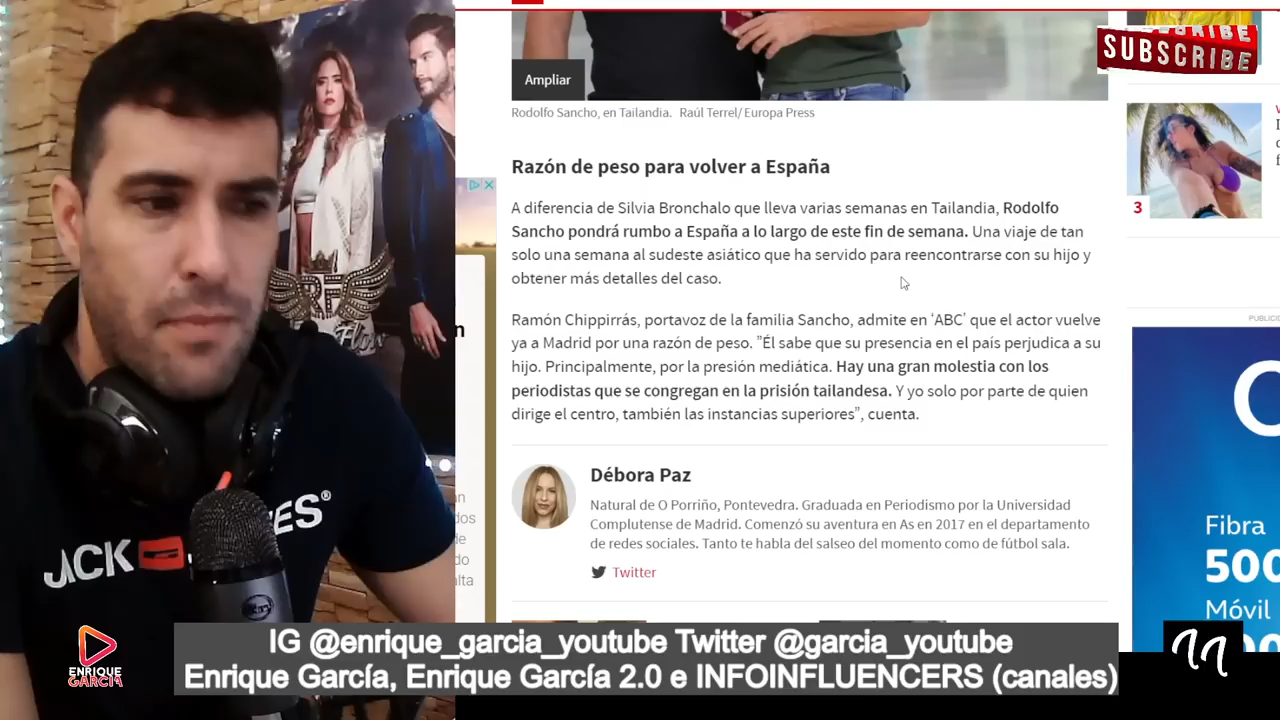 SUBSCRIBE
Ampliar
Rodolfo Sancho, en Tailandia. Raúl Terrel/ Europa Press
Razón de peso para volver a España
A diferencia de Silvia Bronchalo que lleva varias semanas en Tailandia, Rodolfo
Sancho pondrá rumbo a España a lo largo de este fin de semana. Una viaje de tan
solo una semana al sudeste asiático que ha servido para reencontrarse con su hijo y
obtener más detalles del caso.
Ramón Chippirrás, portavoz de la familia Sancho, admite en ‘ABC’ que el actor vuelve
ya a Madrid por una razón de peso. "Él sabe que su presencia en el país perjudica a su
hijo. Principalmente, por la presión mediática. Hay una gran molestia con los
periodistas que se congregan en la prisión tailandesa. Y yo solo por parte de quien
dirige el centro, también las instancias superiores”, cuenta.
Débora Paz
Natural de O Porriño, Pontevedra. Graduada en Periodismo por la Universidad
Complutense de Madrid. Comenzó su aventura en As en 2017 en el departamento
de redes sociales. Tanto te habla del salseo del momento como de fútbol sala.
Twitter
3
Fibra
500
Móvil
JACK
ES®
RF
ENRIQUE
GARCÍA
IG @enrique_garcia_youtube Twitter @garcia_youtube
Enrique García, Enrique García 2.0 e INFOINFLUENCERS (canales)